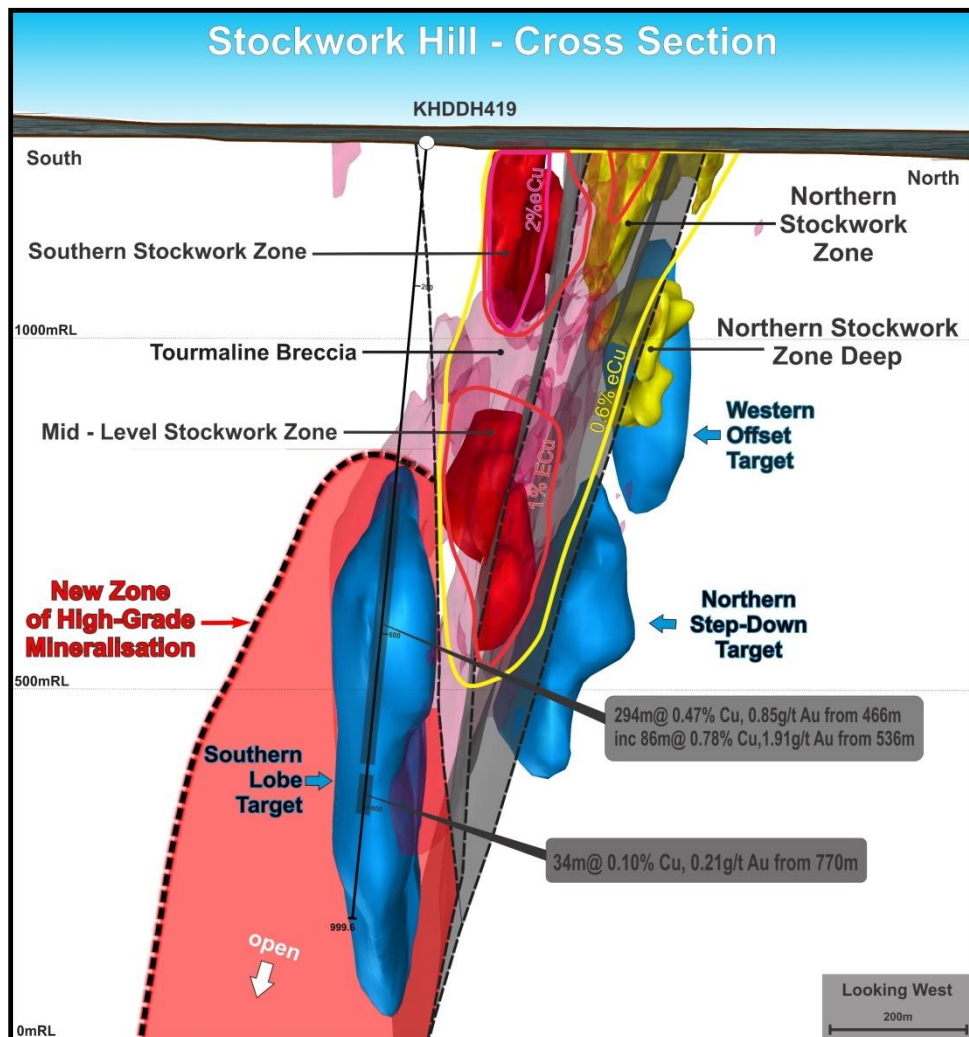 Stockwork Hill - Cross Section
KHDDH419
South
North
2%eCu
Northern
Stockwork
Zone
Southern Stockwork Zone
200
1000mRL
Tourmaline Breccia
Northern Stockwork
Zone Deep
0.6% eCu
Mid - Level Stockwork Zone
Western
Offset
Target
1% ECu
New Zone
of High-Grade
Mineralisation
600
Northern
Step-Down
Target
500mRL
294m@ 0.47% Cu, 0.85g/t Au from 466m
inc 86m@ 0.78% Cu,1.91g/t Au from 536m
Southern
Lobe
Target
800
34m@ 0.10% Cu, 0.21g/t Au from 770m
999.6
open
Looking West
200m
0mRL